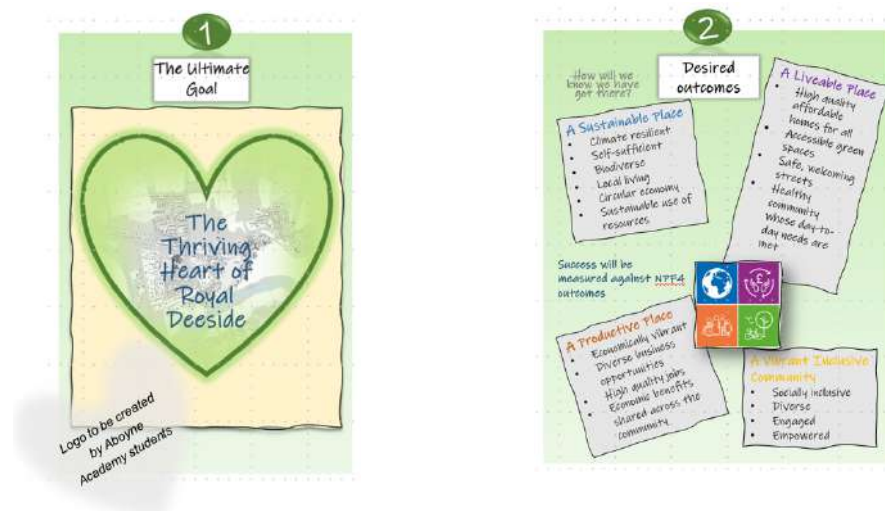 1
The Ultimate
Goal
The
Thriving
Heart of
Royal
Deeside
Logo to be created
by Aboyne
Academy students
2
Desired
outcomes
How will we
know we have
got there?
A Sustainable Place
• Climate resilient
• Self-sufficient
• Biodiverse
• Local living
• Circular economy
• Sustainable use of
resources
A Liveable Place
• High quality
affordable
homes for all
• Accessible green
spaces
• Safe, welcoming
streets
• Healthy
community
whose day-to-
day needs are
met
Success will be
measured against NPF4
outcomes
A Productive Place
• Economically vibrant
• Diverse business
opportunities
• High quality jobs
• Economic benefits
shared across the
community
A Vibrant Inclusive
Community
• Socially inclusive
• Diverse
• Engaged
• Empowered